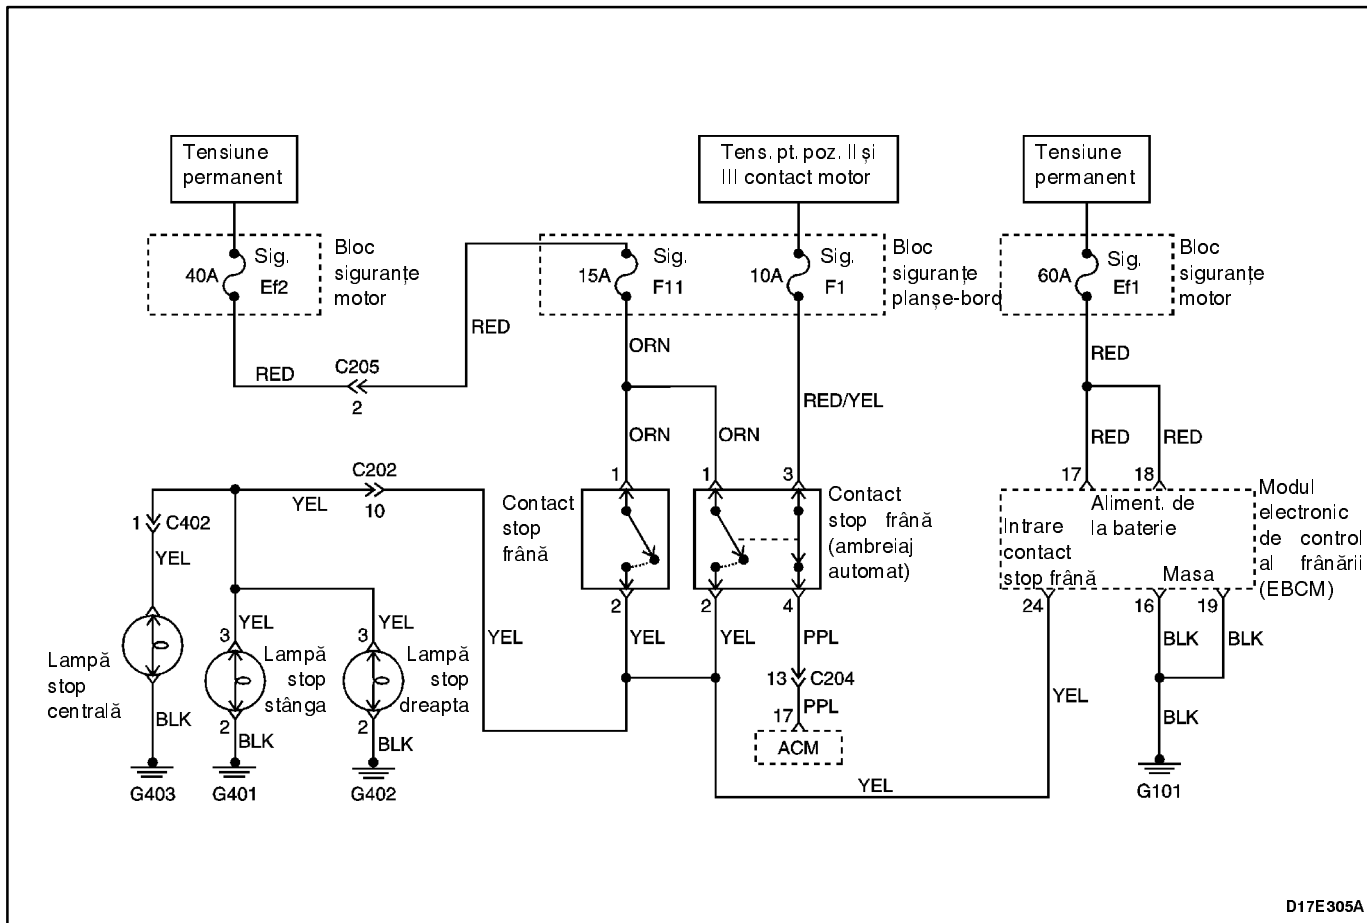 Tensiune
permanent
Tens. pt. poz. II și
III contact motor
Tensiune
permanent
40A
Sig.
Ef2
Bloc
siguranțe
motor
15A
Sig.
F11
10A
Sig.
F1
Bloc
siguranțe
planșe-bord
60A
Sig.
Ef1
Bloc
siguranțe
motor
RED
ORN
RED
C205
RED
2
RED/YEL
ORN
ORN
RED
RED
C202
YEL
10
1
1
3
17
18
1
C402
YEL
Contact
stop
frână
Contact
stop frână
(ambreiaj
automat)
Aliment. de
la baterie
Intrare
contact
stop frână
Masa
Modul
electronic
de control
al frânării
(EBCM)
2
2
4
24
16
19
3
YEL
3
YEL
YEL
YEL
YEL
PPL
BLK
BLK
Lampă
stop
centrală
Lampă
stop
stânga
Lampă
stop
dreapta
13
C204
PPL
YEL
BLK
BLK
2
BLK
2
BLK
17
ACM
G403
G401
G402
YEL
G101
D17E305A